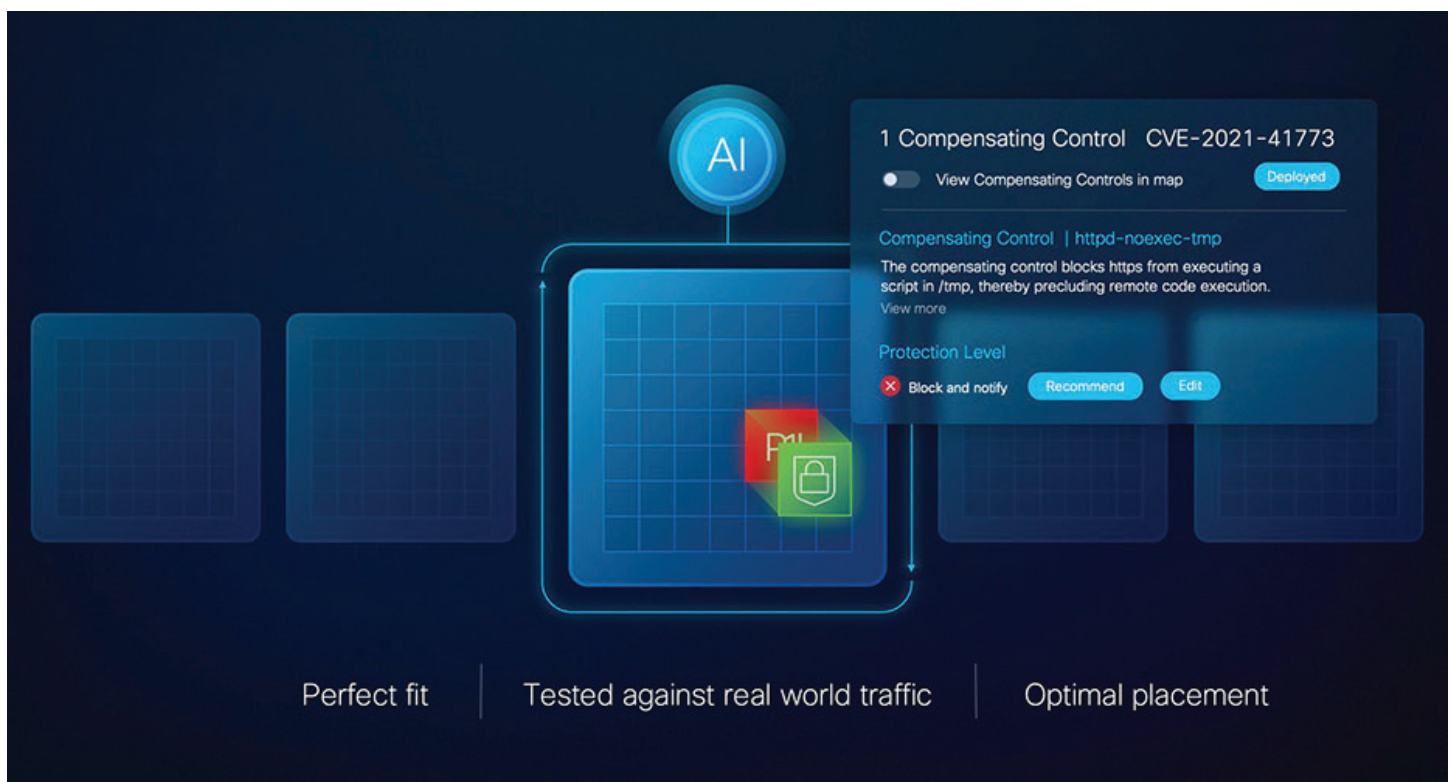 AI
1 Compensating Control CVE-2021-41773
View Compensating Controls in map
Deployed
Compensating Control | httpd-noexec-tmp
The compensating control blocks https from executing a
script in /tmp, thereby precluding remote code execution.
View more
Protection Level
Block and notify
Recommend
Edit
Perfect fit
Tested against real world traffic
Optimal placement